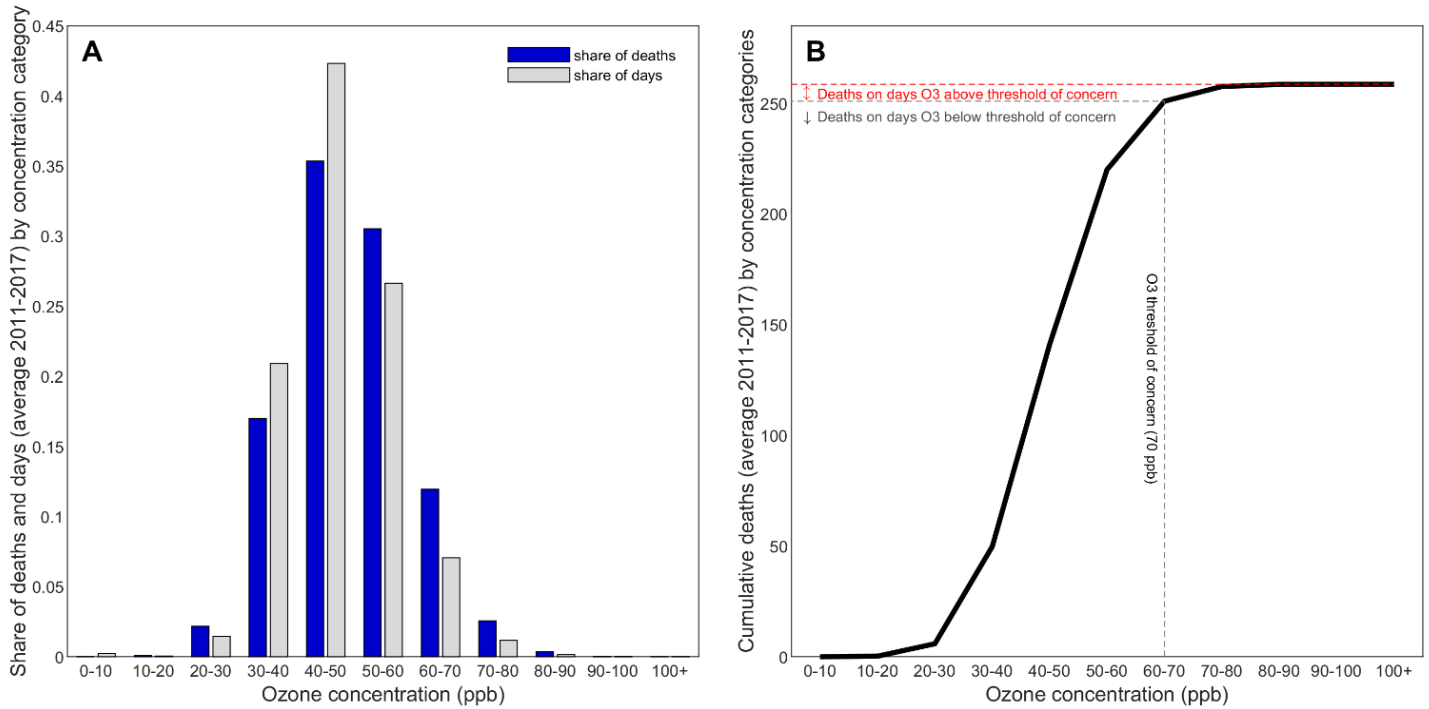 A
share of deaths
share of days
Share of deaths and days (average 2011-2017) by concentration category
0.45
0.4
0.35
0.3
0.25
0.2
0.15
0.1
0.05
0
0-10 10-20 20-30 30-40 40-50 50-60 60-70 70-80 80-90 90-100 100+
Ozone concentration (ppb)
B
Cumulative deaths (average 2011-2017) by concentration categories
250
200
150
100
50
0
↕ Deaths on days O3 above threshold of concern
↓ Deaths on days O3 below threshold of concern
O3 threshold of concern (70 ppb)
0-10 10-20 20-30 30-40 40-50 50-60 60-70 70-80 80-90 90-100 100+
Ozone concentration (ppb)